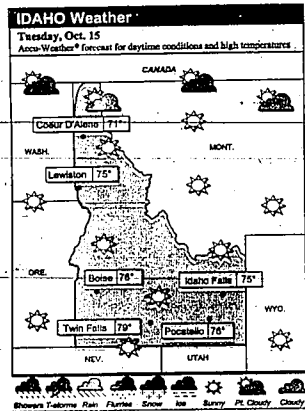 IDAHO Weather
Tuesday, Oct. 15
Accu-Weather® forecast for daytime conditions and high temperatures
CANADA
Coeur D'Alene 71°
WASH.
MONT.
Lewiston 75°
ORE.
Boise 76°
Idaho Falls 75°
WYO.
Twin Falls 79°
Pocatello 76°
NEV.
UTAH
Showers T-storms Rain Flurries Snow Ice Sunny Pt. Cloudy Cloudy